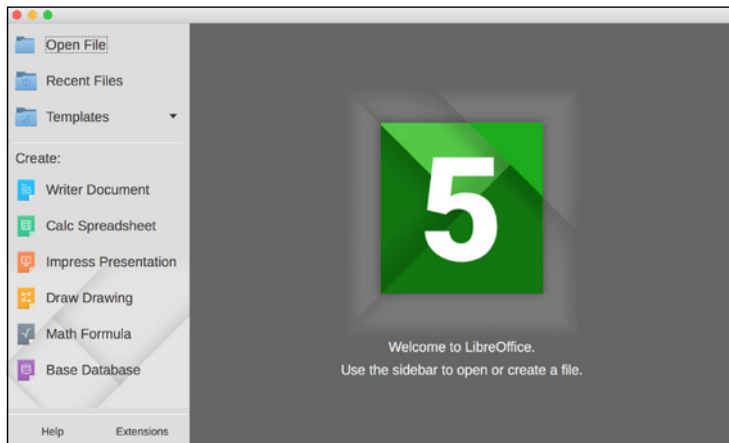 Open File
Recent Files
Templates
Create:
Writer Document
Calc Spreadsheet
Impress Presentation
Draw Drawing
Math Formula
Base Database
Help Extensions
5
Welcome to LibreOffice.
Use the sidebar to open or create a file.